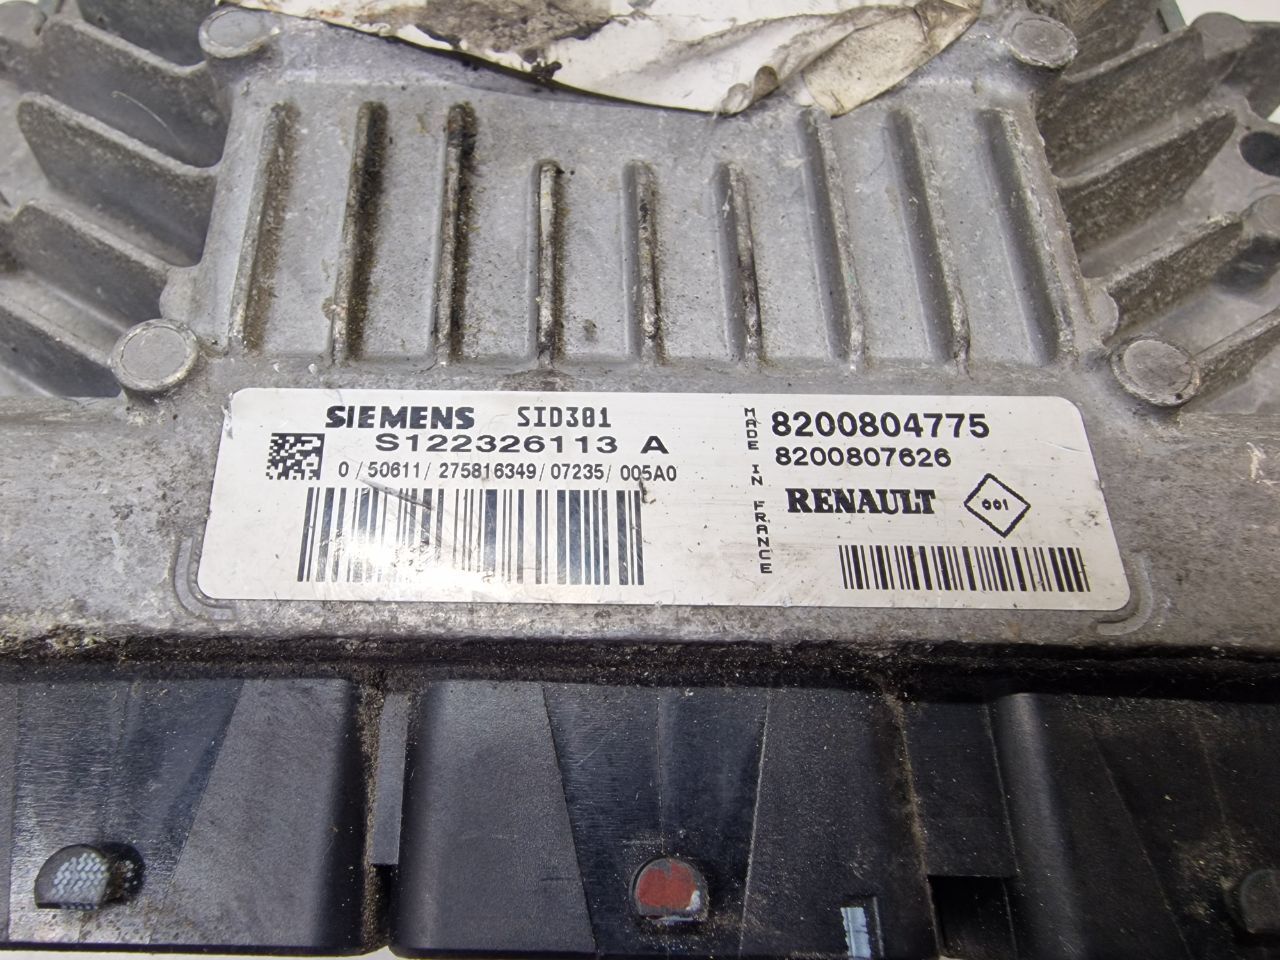 SIEMENS SID301
S122326113 A
0/50611/275816349/07235/005A0
MADE IN FRANCE
8200804775
8200807626
RENAULT
001